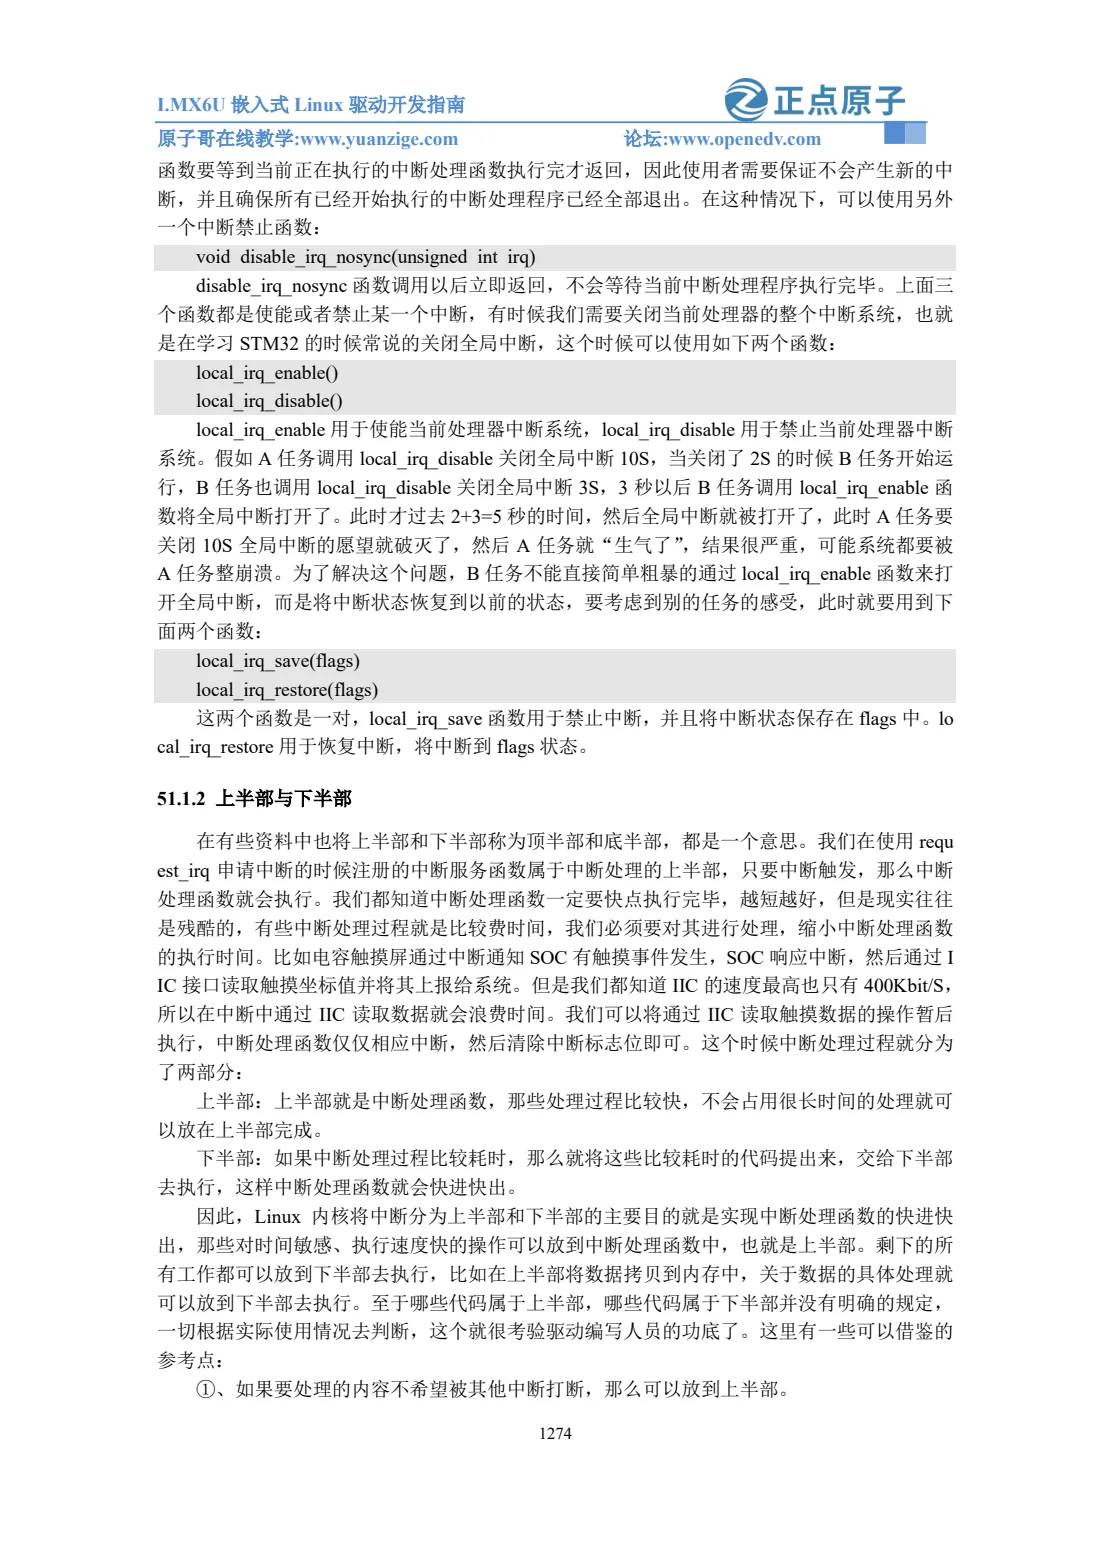 I.MX6U 嵌入式 Linux 驱动开发指南
正点原子
原子哥在线教学:www.yuanzige.com 论坛:www.openedv.com
函数要等到当前正在执行的中断处理函数执行完才返回，因此使用者需要保证不会产生新的中
断，并且确保所有已经开始执行的中断处理程序已经全部退出。在这种情况下，可以使用另外
一个中断禁止函数：
void disable_irq_nosync(unsigned int irq)
disable_irq_nosync 函数调用以后立即返回，不会等待当前中断处理程序执行完毕。上面三
个函数都是使能或者禁止某一个中断，有时候我们需要关闭当前处理器的整个中断系统，也就
是在学习 STM32 的时候常说的关闭全局中断，这个时候可以使用如下两个函数：
local_irq_enable()
local_irq_disable()
local_irq_enable 用于使能当前处理器中断系统，local_irq_disable 用于禁止当前处理器中断
系统。假如 A 任务调用 local_irq_disable 关闭全局中断 10S，当关闭了 2S 的时候 B 任务开始运
行，B 任务也调用 local_irq_disable 关闭全局中断 3S，3 秒以后 B 任务调用 local_irq_enable 函
数将全局中断打开了。此时才过去 2+3=5 秒的时间，然后全局中断就被打开了，此时 A 任务要
关闭 10S 全局中断的愿望就破灭了，然后 A 任务就“生气了”，结果很严重，可能系统都要被
A 任务整崩溃。为了解决这个问题，B 任务不能直接简单粗暴的通过 local_irq_enable 函数来打
开全局中断，而是将中断状态恢复到以前的状态，要考虑到别的任务的感受，此时就要用到下
面两个函数：
local_irq_save(flags)
local_irq_restore(flags)
这两个函数是一对，local_irq_save 函数用于禁止中断，并且将中断状态保存在 flags 中。lo
cal_irq_restore 用于恢复中断，将中断到 flags 状态。
51.1.2 上半部与下半部
在有些资料中也将上半部和下半部称为顶半部和底半部，都是一个意思。我们在使用 requ
est_irq 申请中断的时候注册的中断服务函数属于中断处理的上半部，只要中断触发，那么中断
处理函数就会执行。我们都知道中断处理函数一定要快点执行完毕，越短越好，但是现实往往
是残酷的，有些中断处理过程就是比较费时间，我们必须要对其进行处理，缩小中断处理函数
的执行时间。比如电容触摸屏通过中断通知 SOC 有触摸事件发生，SOC 响应中断，然后通过 I
IC 接口读取触摸坐标值并将其上报给系统。但是我们都知道 IIC 的速度最高也只有 400Kbit/S，
所以在中断中通过 IIC 读取数据就会浪费时间。我们可以将通过 IIC 读取触摸数据的操作暂后
执行，中断处理函数仅仅相应中断，然后清除中断标志位即可。这个时候中断处理过程就分为
了两部分：
上半部：上半部就是中断处理函数，那些处理过程比较快，不会占用很长时间的处理就可
以放在上半部完成。
下半部：如果中断处理过程比较耗时，那么就将这些比较耗时的代码提出来，交给下半部
去执行，这样中断处理函数就会快进快出。
因此，Linux 内核将中断分为上半部和下半部的主要目的就是实现中断处理函数的快进快
出，那些对时间敏感、执行速度快的操作可以放到中断处理函数中，也就是上半部。剩下的所
有工作都可以放到下半部去执行，比如在上半部将数据拷贝到内存中，关于数据的具体处理就
可以放到下半部去执行。至于哪些代码属于上半部，哪些代码属于下半部并没有明确的规定，
一切根据实际使用情况去判断，这个就很考验驱动编写人员的功底了。这里有一些可以借鉴的
参考点：
①、如果要处理的内容不希望被其他中断打断，那么可以放到上半部。
1274